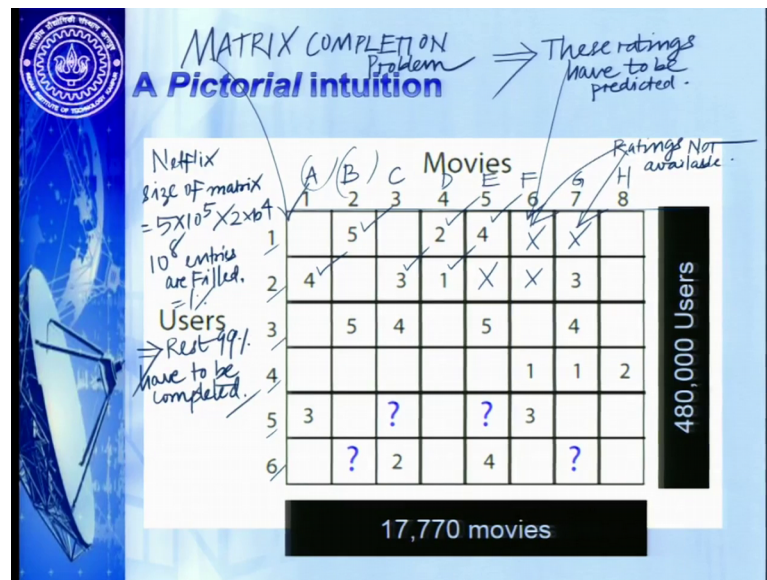 MATRIX COMPLETION
Problem
⇒ These ratings
have to be
predicted.
A Pictorial intuition
Ratings Not
available.
Netflix
size of matrix
= 5×10⁵×2×10⁴
10⁸ entries
are Filled.
= 1%
⇒ Rest 99%
have to be
completed.
Movies
A B C D E F G H
1 2 3 4 5 6 7 8
Users
1 5 2 4 X X
2 4 3 1 X X 3
3 5 4 5 4
4 1 1 2
5 3 ? ? 3
6 ? 2 4 ?
480,000 Users
17,770 movies